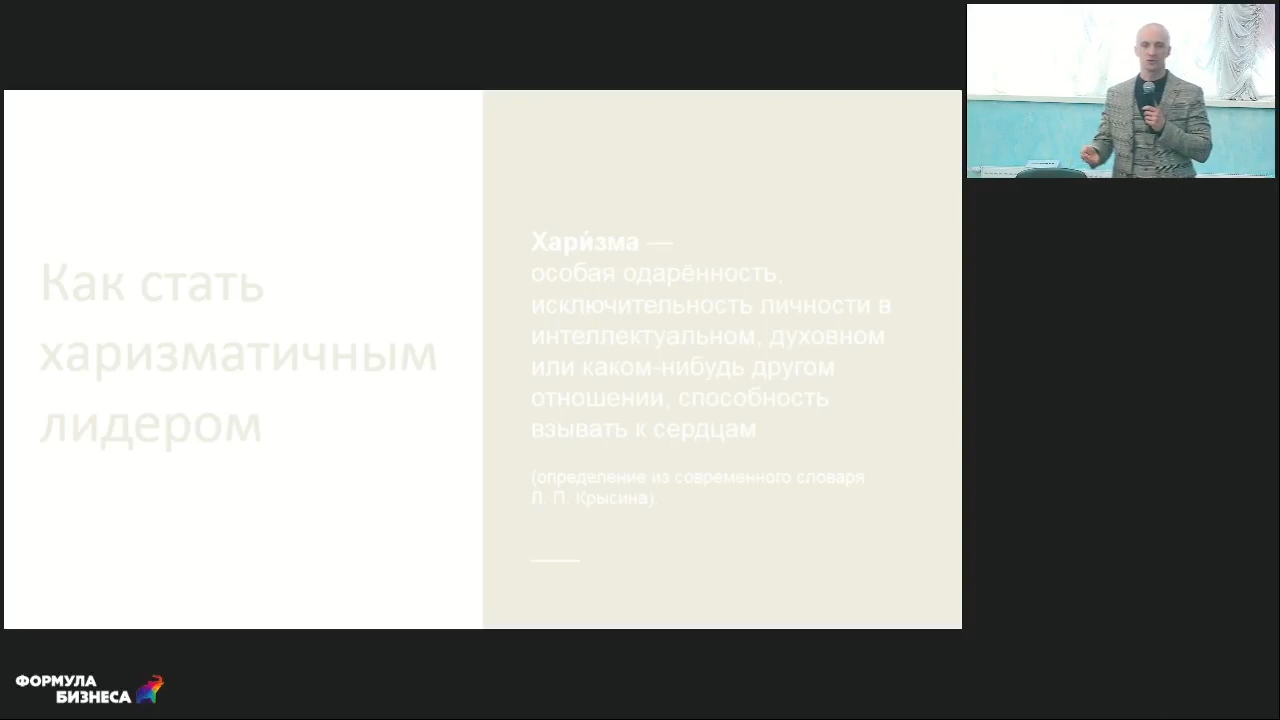 Как стать
харизматичным
лидером
Хари́зма —
особая одарённость,
исключительность личности в
интеллектуальном, духовном
или каком-нибудь другом
отношении, способность
взывать к сердцам
(определение из современного словаря
Л. П. Крысина).
ФОРМУЛА
БИЗНЕСА